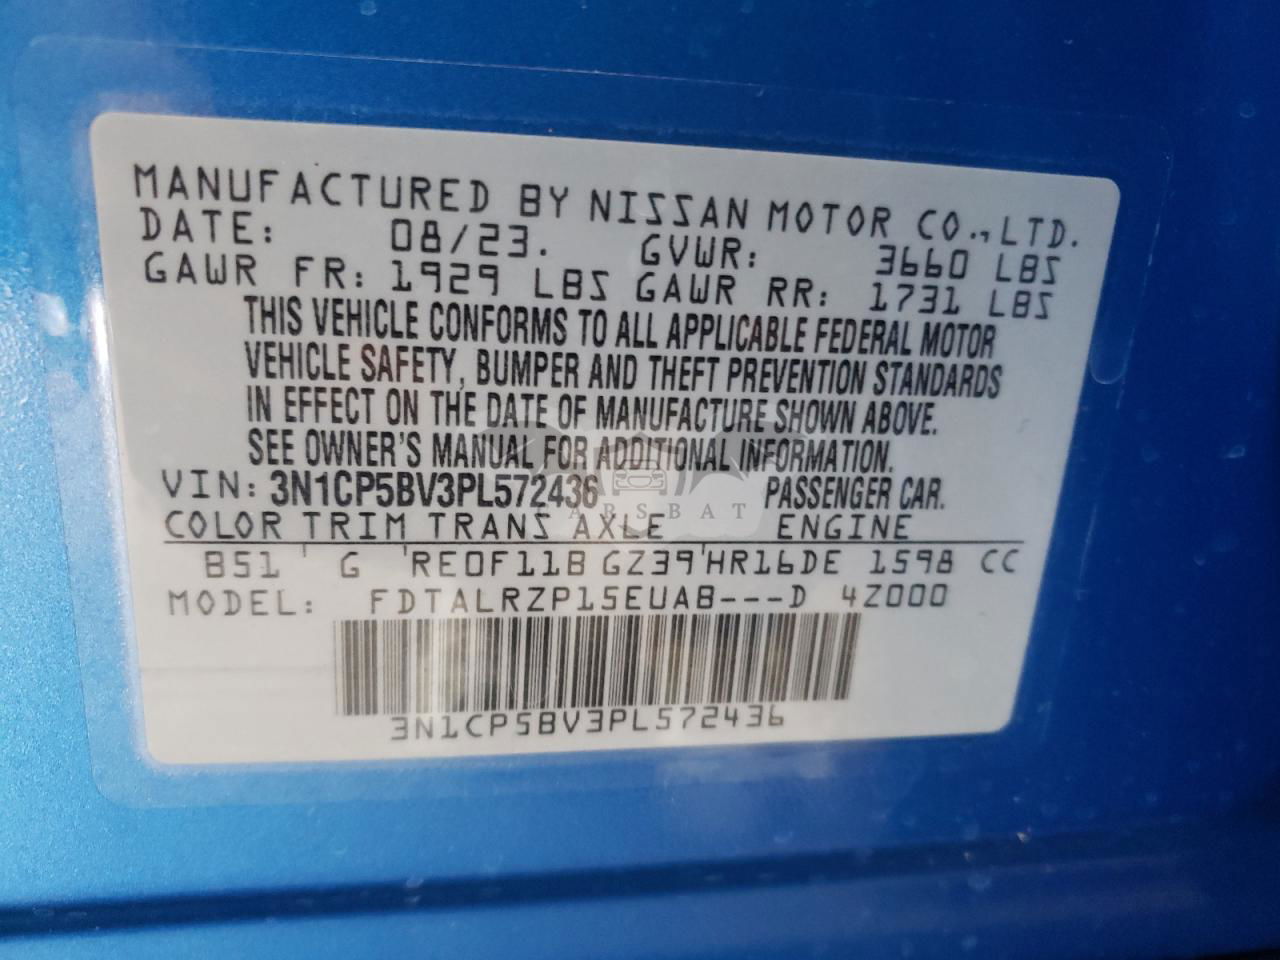 MANUFACTURED BY NISSAN MOTOR CO., LTD.
DATE: 08/23. GVWR: 3660 LBS
GAWR FR: 1929 LBS GAWR RR: 1731 LBS
THIS VEHICLE CONFORMS TO ALL APPLICABLE FEDERAL MOTOR
VEHICLE SAFETY, BUMPER AND THEFT PREVENTION STANDARDS
IN EFFECT ON THE DATE OF MANUFACTURE SHOWN ABOVE.
SEE OWNER'S MANUAL FOR ADDITIONAL INFORMATION.
VIN: 3N1CP5BV3PL572436 PASSENGER CAR.
CARSBAT
COLOR TRIM TRANS AXLE ENGINE
B51 ' G 'RE0F11B GZ39'HR16DE 1598 CC
MODEL: FDTALRZP15EUAB---D 4Z000
3N1CP5BV3PL572436